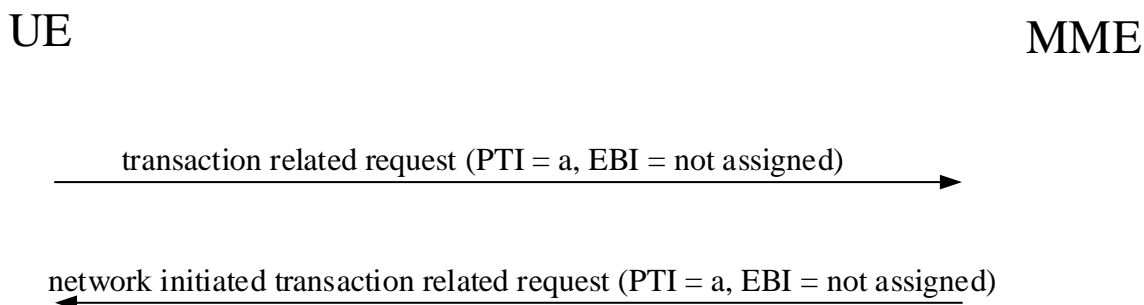 UE
MME
transaction related request (PTI = a, EBI = not assigned)
network initiated transaction related request (PTI = a, EBI = not assigned)